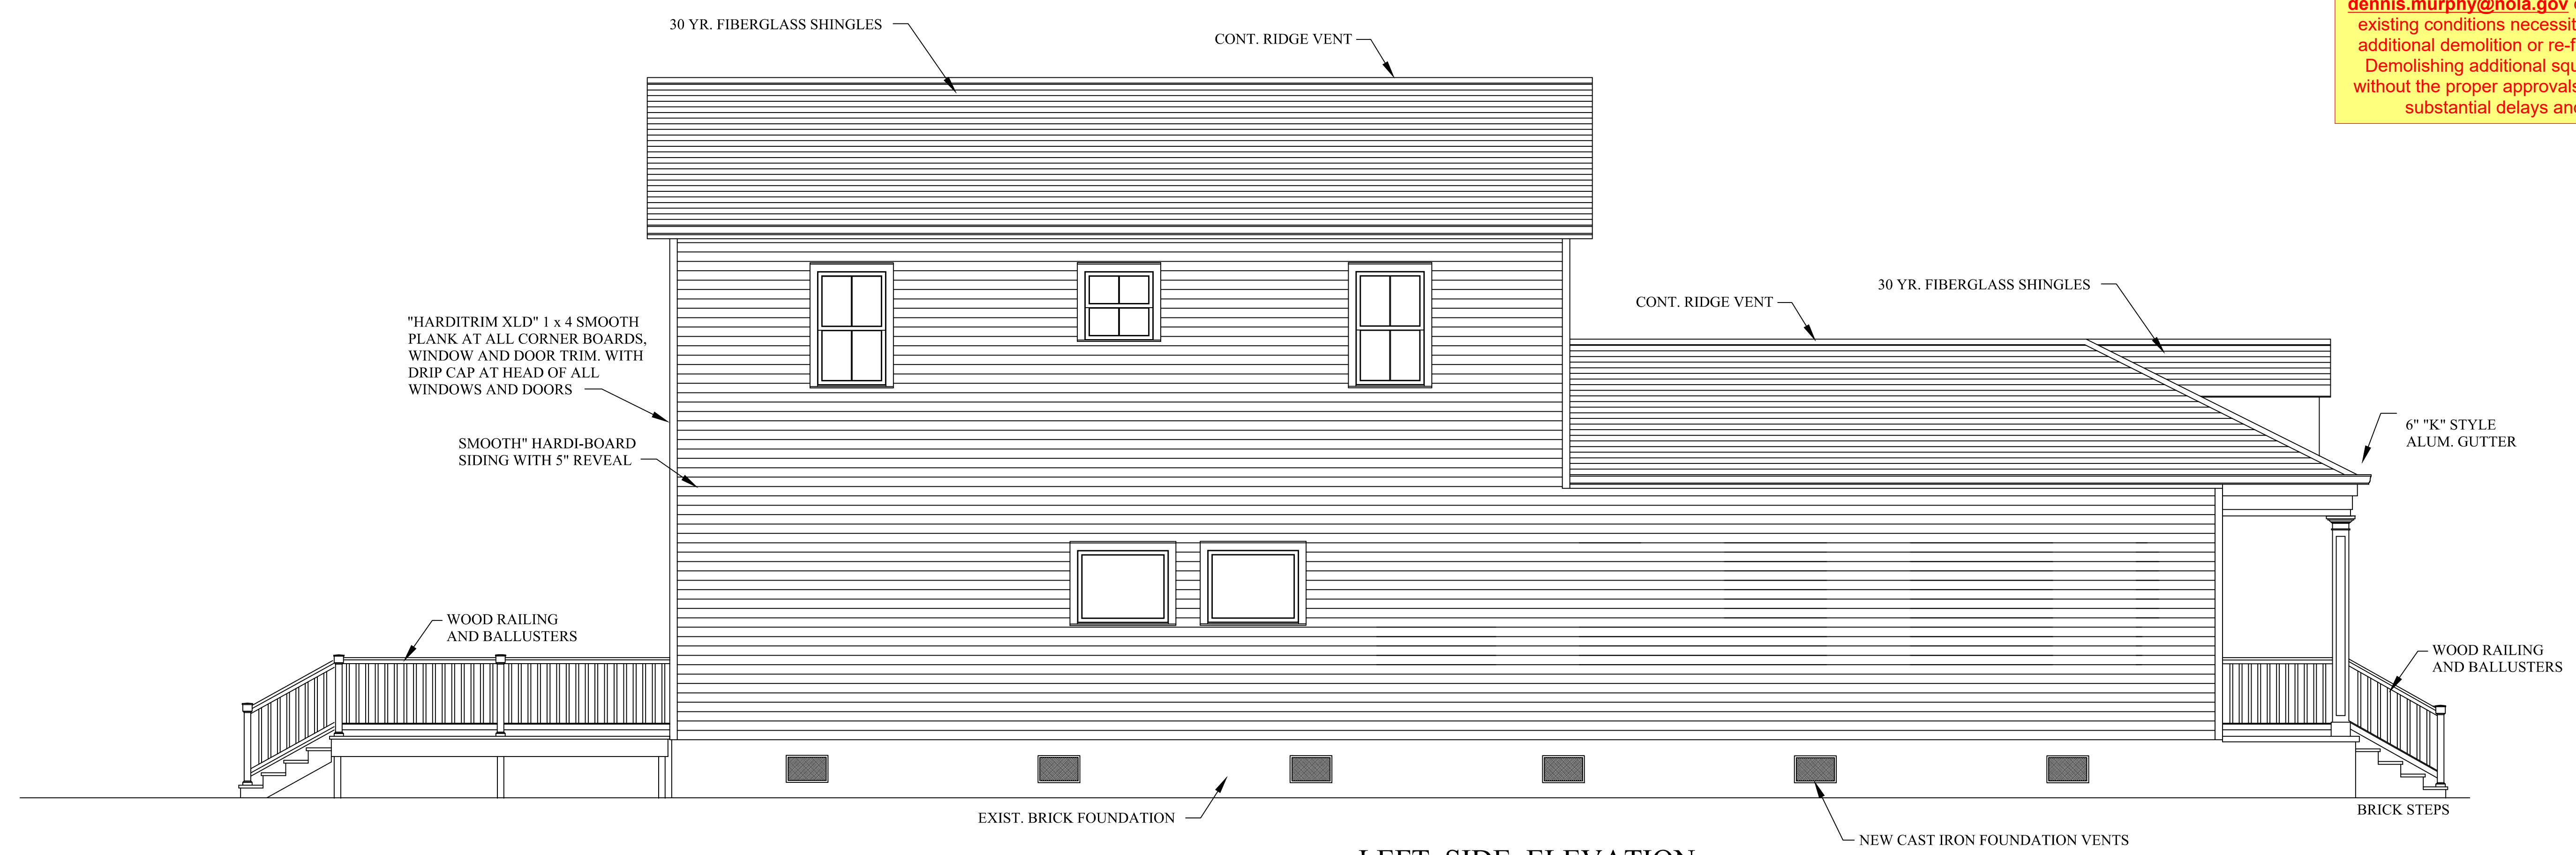 30 YR. FIBERGLASS SHINGLES
CONT. RIDGE VENT
dennis.murphy@nola.gov
existing conditions
additional demolition or
Demolishing additional
without the proper approvals
substantial delays
CONT. RIDGE VENT
30 YR. FIBERGLASS SHINGLES
"HARDITRIM XLD" 1 x 4 SMOOTH
PLANK AT ALL CORNER BOARDS,
WINDOW AND DOOR TRIM. WITH
DRIP CAP AT HEAD OF ALL
WINDOWS AND DOORS
6" "K" STYLE
ALUM. GUTTER
SMOOTH" HARDI-BOARD
SIDING WITH 5" REVEAL
WOOD RAILING
AND BALLUSTERS
WOOD RAILING
AND BALLUSTERS
EXIST. BRICK FOUNDATION
BRICK STEPS
NEW CAST IRON FOUNDATION VENTS
LEFT SIDE ELEVATION